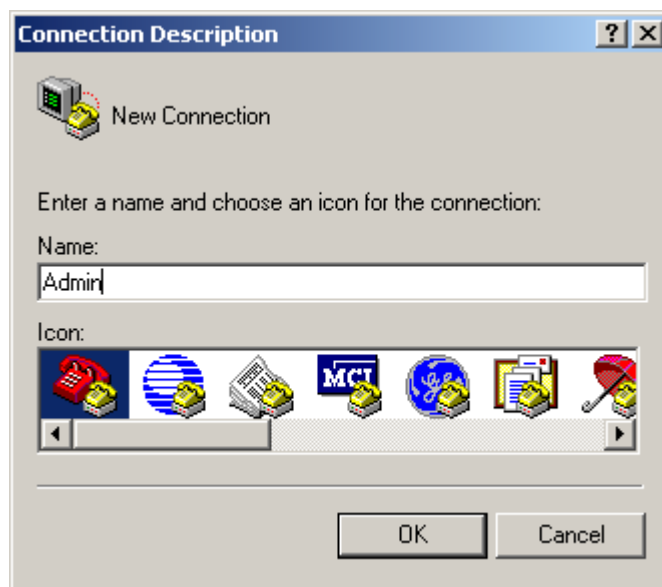 Connection Description
New Connection
Enter a name and choose an icon for the connection:
Name:
Admin
Icon:
MCI
OK Cancel